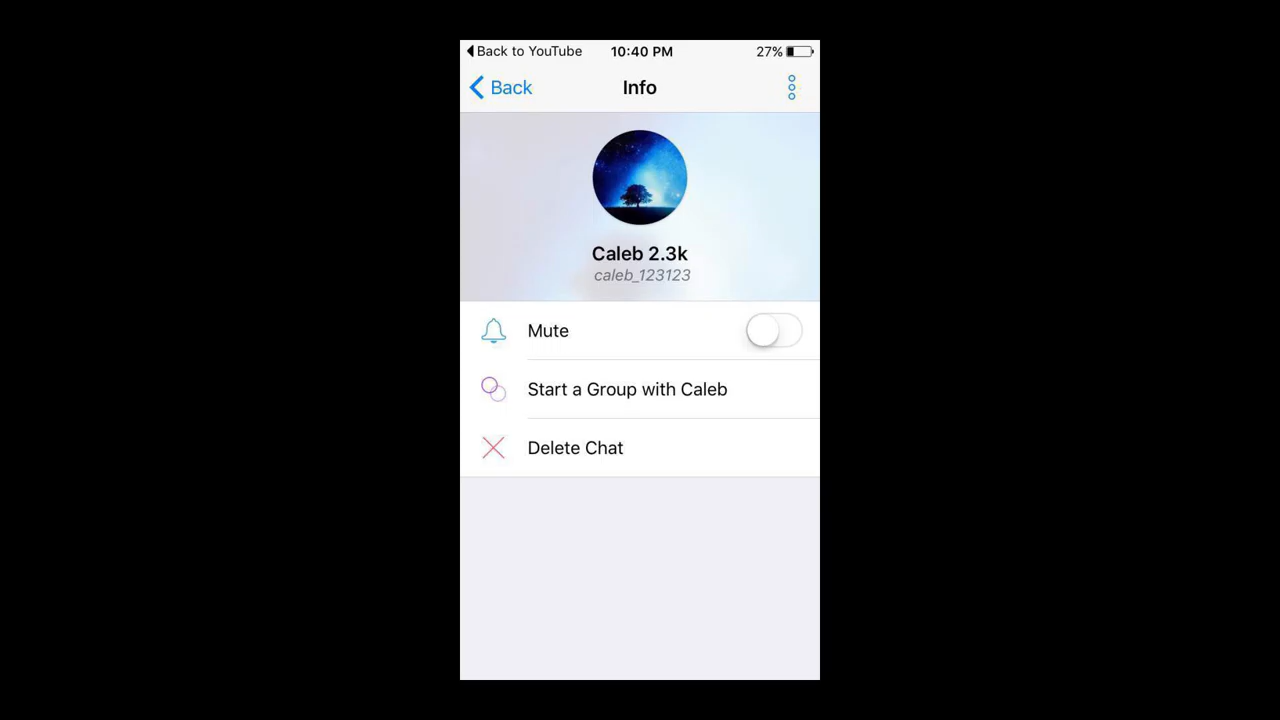 Back to YouTube 10:40 PM 27%
Back Info
Caleb 2.3k
caleb_123123
Mute
Start a Group with Caleb
Delete Chat